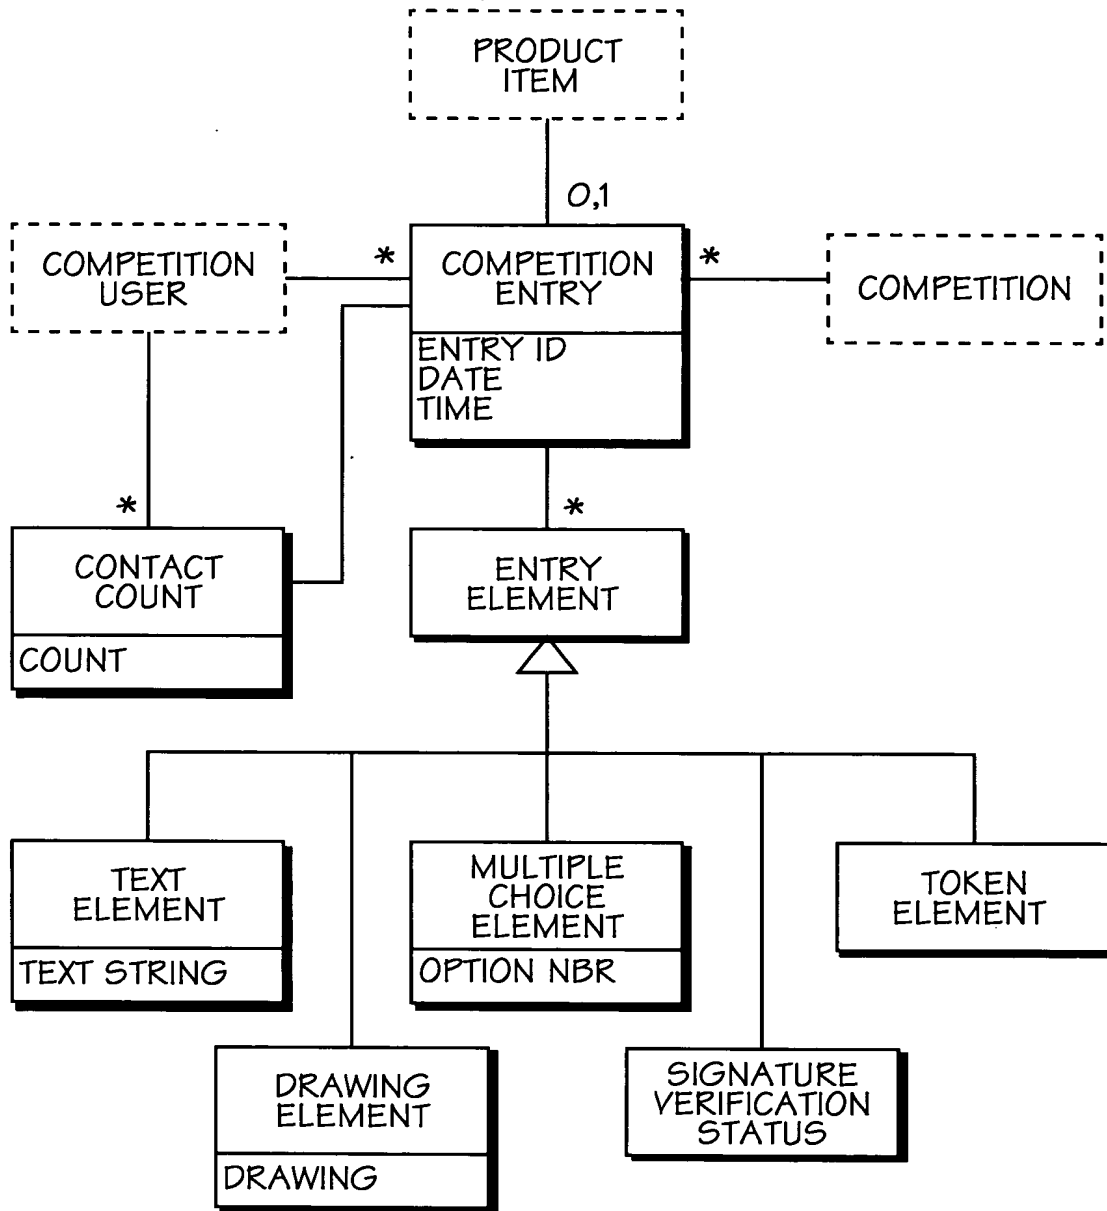 PRODUCT
ITEM
0,1
COMPETITION
USER
*
COMPETITION
ENTRY
*
COMPETITION
ENTRY ID
DATE
TIME
*
*
CONTACT
COUNT
COUNT
ENTRY
ELEMENT
TEXT
ELEMENT
TEXT STRING
MULTIPLE
CHOICE
ELEMENT
OPTION NBR
TOKEN
ELEMENT
DRAWING
ELEMENT
DRAWING
SIGNATURE
VERIFICATION
STATUS